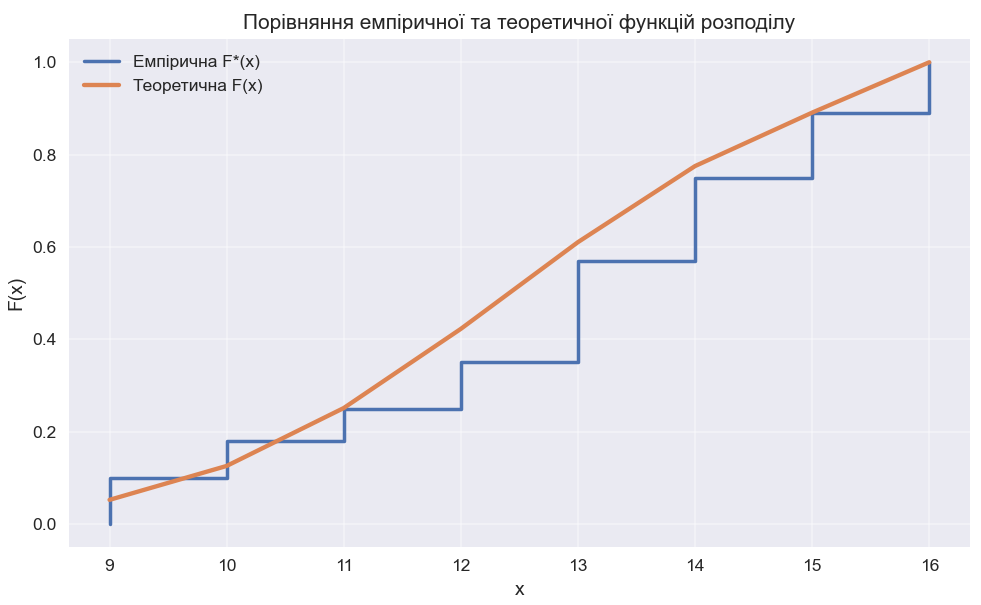 Порівняння емпіричної та теоретичної функцій розподілу
Емпірична F*(x)
Теоретична F(x)
1.0
0.8
0.6
0.4
0.2
0.0
F(x)
9 10 11 12 13 14 15 16
x